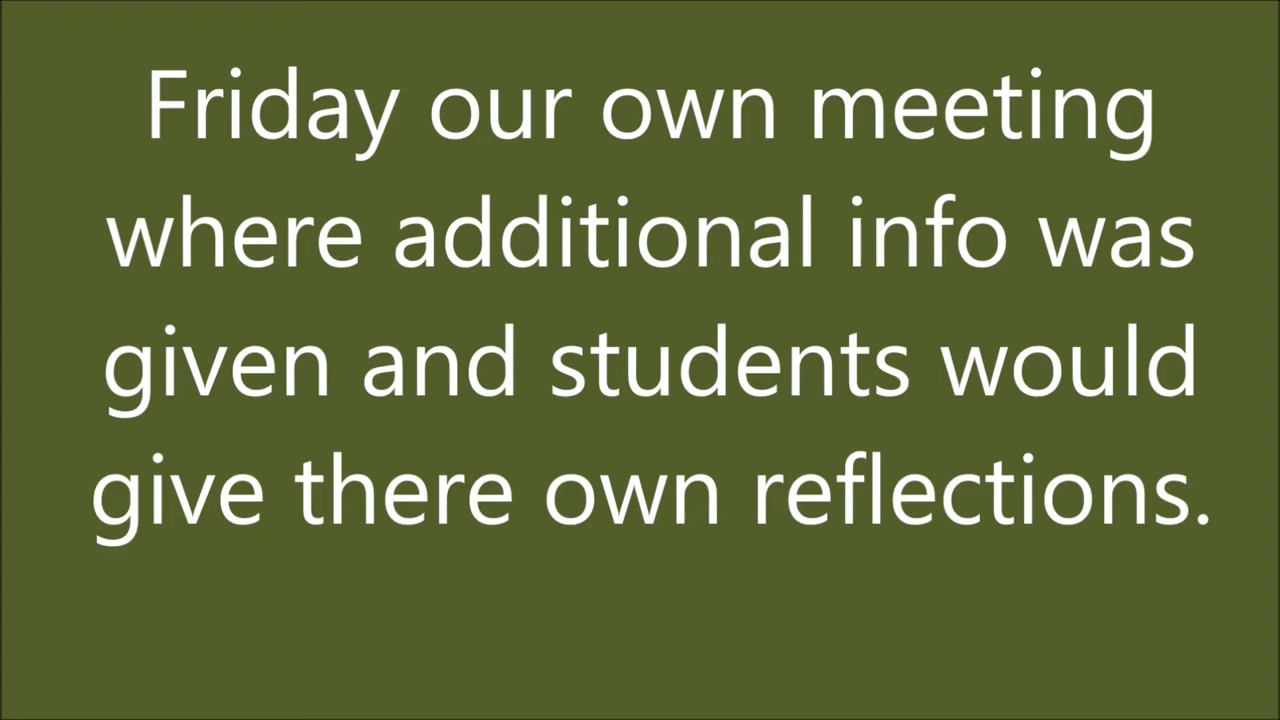 Friday our own meeting
where additional info was
given and students would
give there own reflections.